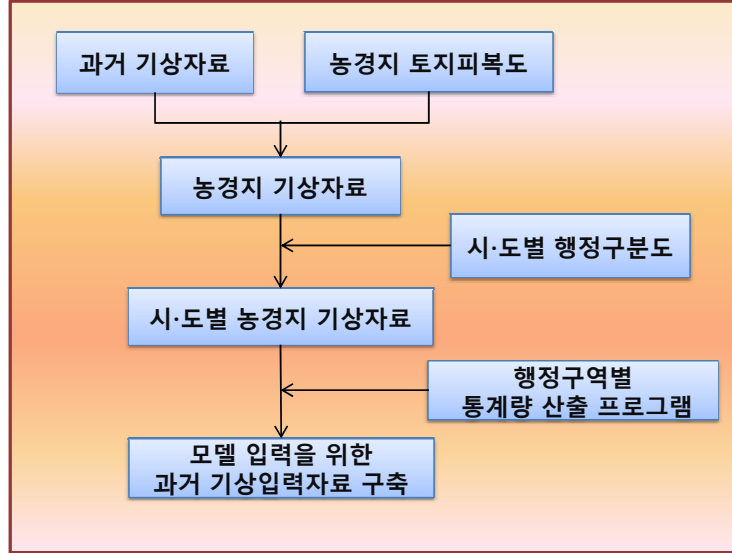 과거 기상자료
농경지 토지피복도
농경지 기상자료
시·도별 행정구분도
시·도별 농경지 기상자료
행정구역별
통계량 산출 프로그램
모델 입력을 위한
과거 기상입력자료 구축